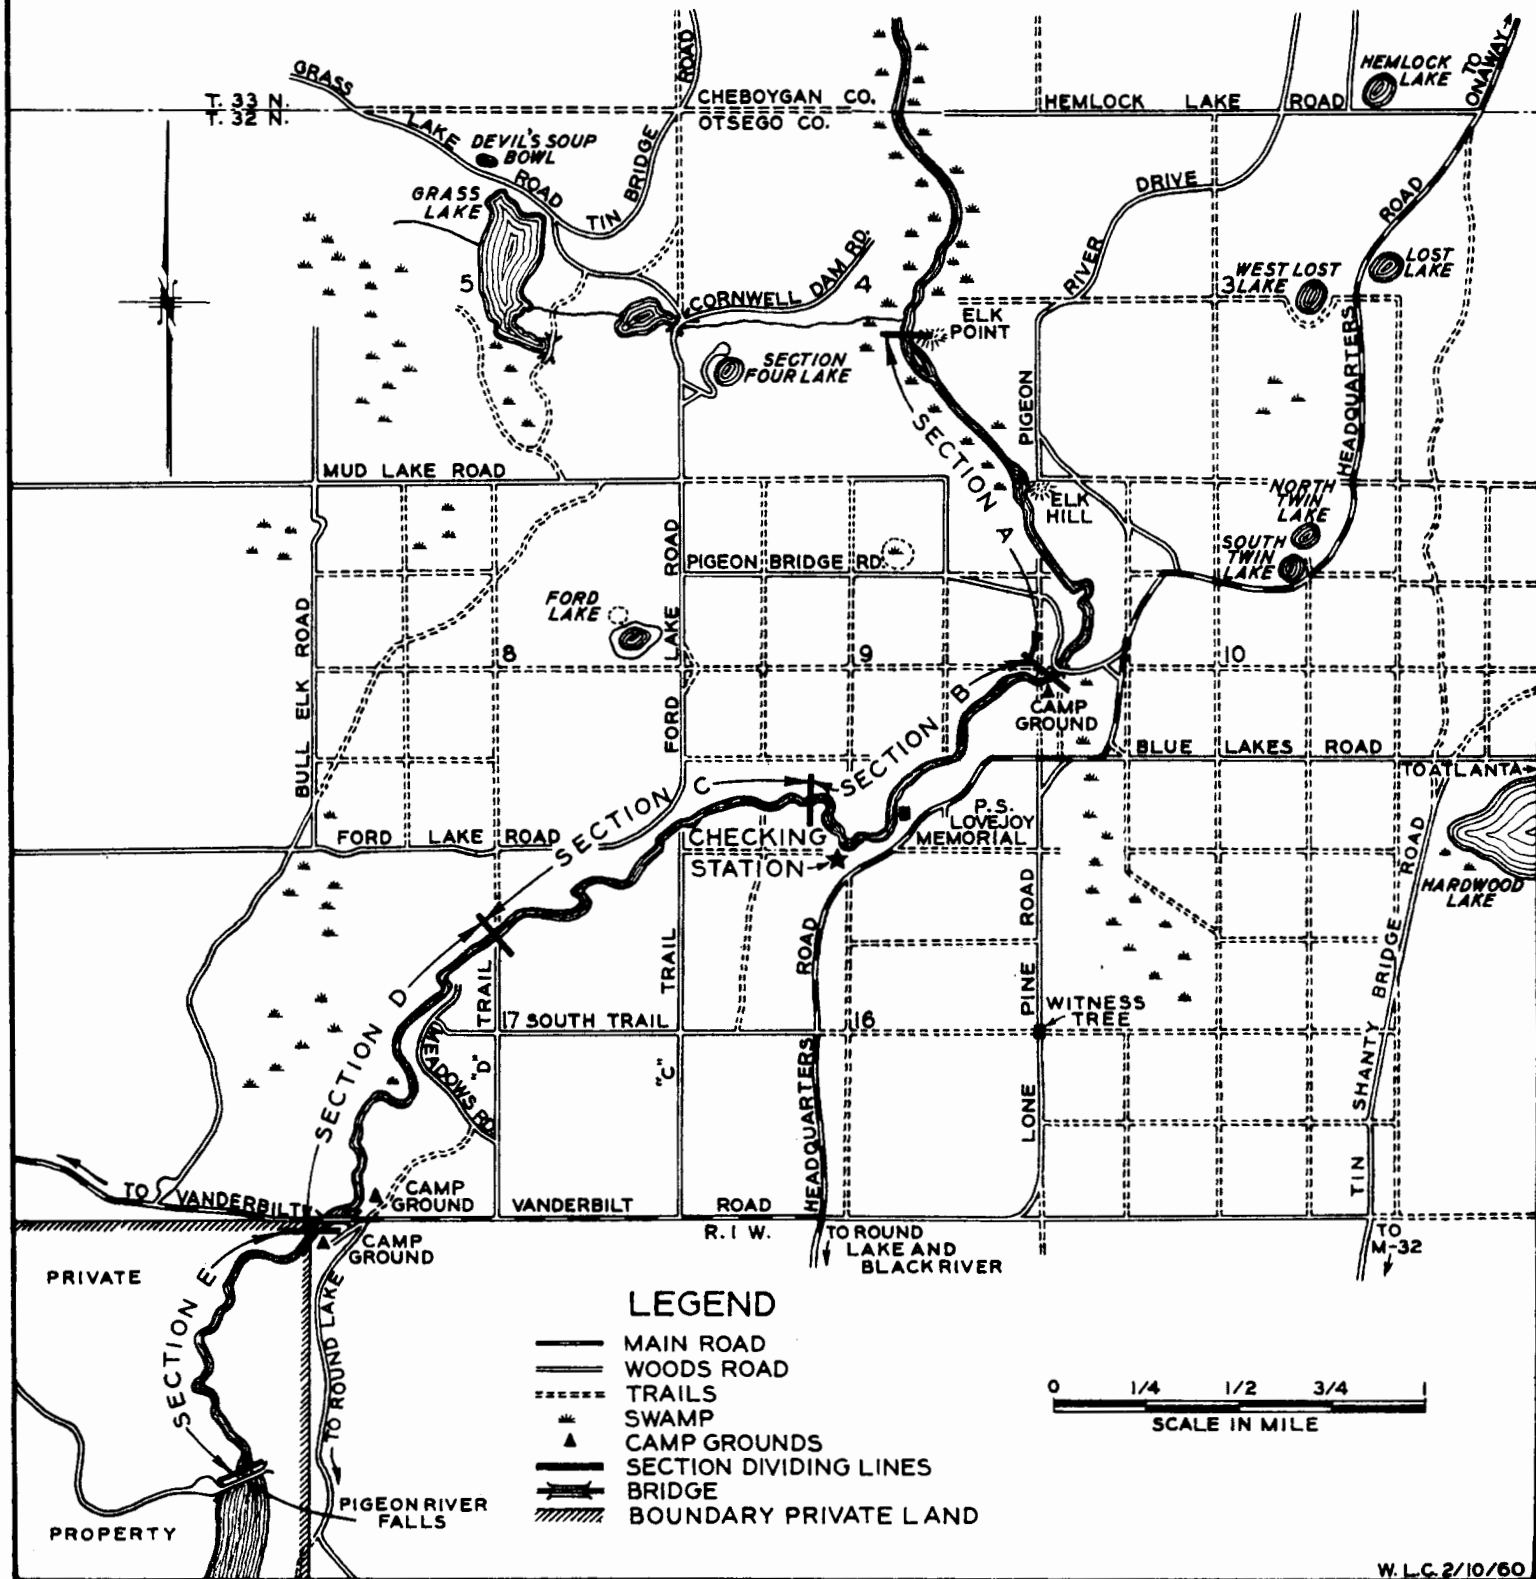 GRASS
LAKE
ROAD
T. 33 N.
T. 32 N.
DEVIL'S SOUP
BOWL
GRASS
LAKE
TIN BRIDGE
ROAD
CHEBOYGAN CO.
OTSEGO CO.
HEMLOCK LAKE ROAD
HEMLOCK
LAKE
TO
ONAWAY
5
CORNWELL DAM RD.
4
ELK
POINT
RIVER
DRIVE
PIGEON
3
WEST LOST
LAKE
LOST
LAKE
ROAD
HEADQUARTERS
SECTION
FOUR LAKE
SECTION A
MUD LAKE ROAD
ELK
HILL
NORTH
TWIN
LAKE
SOUTH
TWIN
LAKE
PIGEON BRIDGE RD.
FORD
LAKE
BULL ELK ROAD
8
FORD LAKE ROAD
9
10
SECTION B
CAMP
GROUND
BLUE LAKES ROAD
TO ATLANTA
SECTION C
P.S.
LOVEJOY
MEMORIAL
FORD LAKE ROAD
CHECKING
STATION
HARDWOOD
LAKE
SECTION D
"D" TRAIL
"C" TRAIL
HEADQUARTERS ROAD
LONE PINE ROAD
TIN SHANTY BRIDGE ROAD
WITNESS
TREE
17 SOUTH TRAIL
16
MEADOWS RD.
TO VANDERBILT
CAMP
GROUND
VANDERBILT ROAD
R. I W.
CAMP
GROUND
TO ROUND
LAKE AND
BLACK RIVER
TO
M-32
PRIVATE
SECTION E
TO ROUND LAKE
PIGEON RIVER
FALLS
PROPERTY
LEGEND
MAIN ROAD
WOODS ROAD
TRAILS
SWAMP
CAMP GROUNDS
SECTION DIVIDING LINES
BRIDGE
BOUNDARY PRIVATE LAND
0 1/4 1/2 3/4 1
SCALE IN MILE
W.L.C. 2/10/60